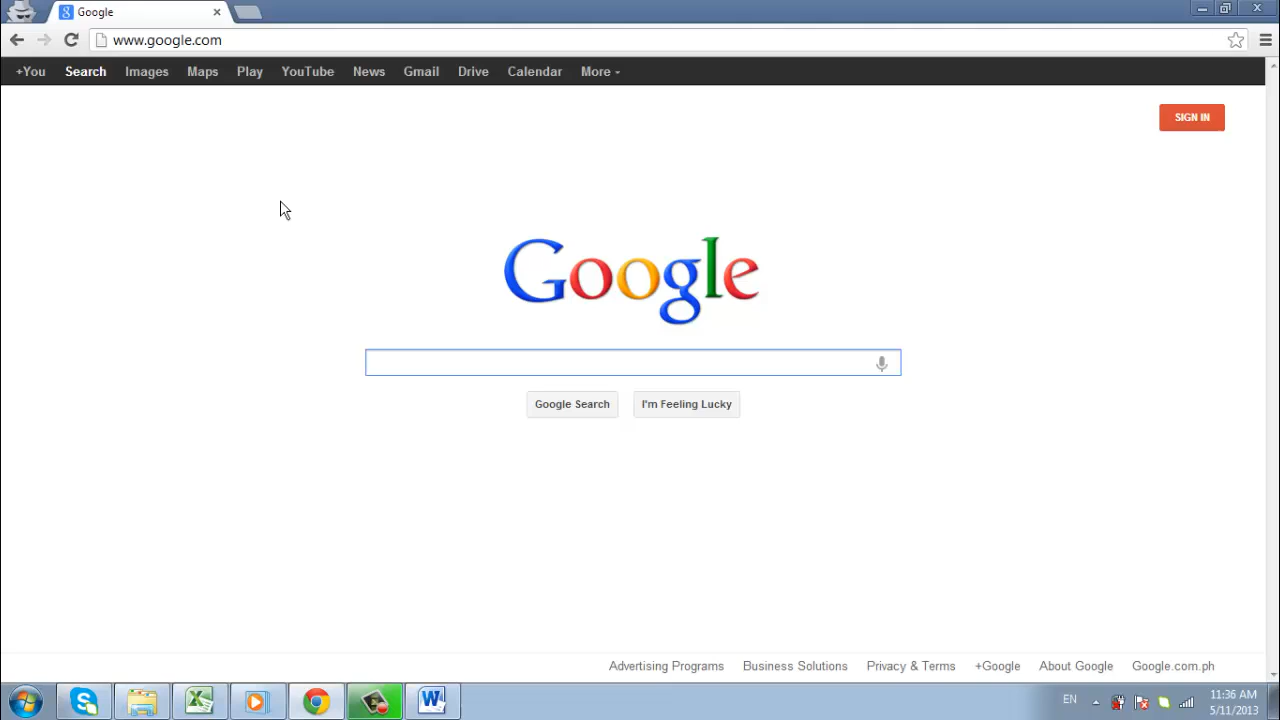 Google
www.google.com
+You Search Images Maps Play YouTube News Gmail Drive Calendar More
SIGN IN
Google
Google Search I'm Feeling Lucky
Advertising Programs Business Solutions Privacy & Terms +Google About Google Google.com.ph
EN 11:36 AM
5/11/2013